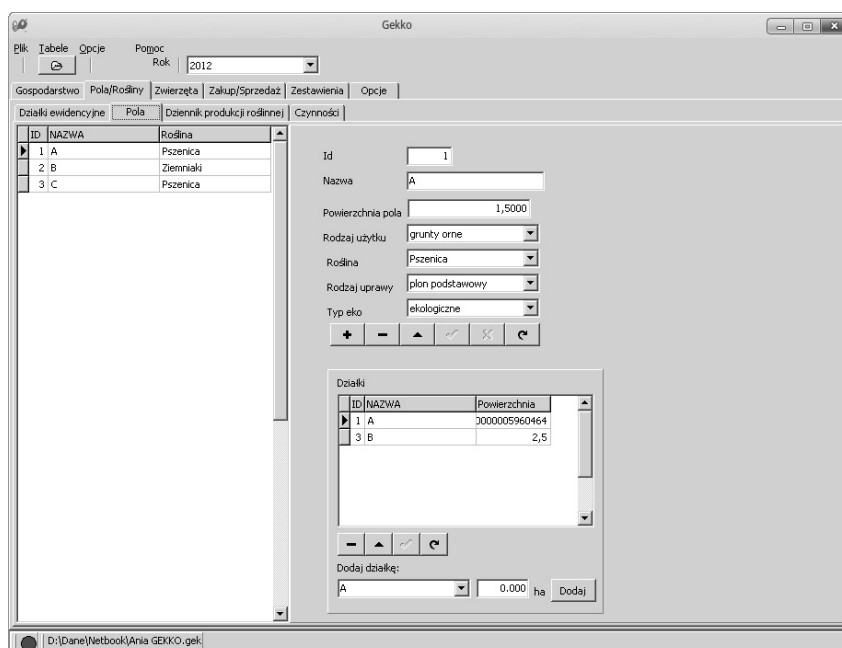 Gekko
Plik Tabele Opcje Pomoc
Rok 2012
Gospodarstwo Pola/Rośliny Zwierzęta Zakup/Sprzedaż Zestawienia Opcje
Działki ewidencyjne Pola Dziennik produkcji roślinnej Czynności
ID NAZWA Roślina
1 A Pszenica
2 B Ziemniaki
3 C Pszenica
Id 1
Nazwa A
Powierzchnia pola 1,5000
Rodzaj użytku grunty orne
Roślina Pszenica
Rodzaj uprawy plon podstawowy
Typ eko ekologiczne
Działki
ID NAZWA Powierzchnia
1 A 0000005960464
3 B 2,5
Dodaj działkę:
A 0.000 ha Dodaj
D:\Dane\Netbook\Ania GEKKO.gek